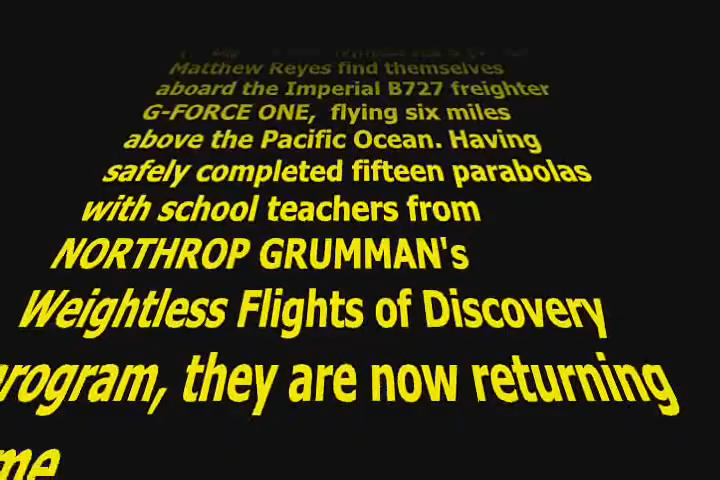 Matthew Reyes find themselves
aboard the Imperial B727 freighter
G-FORCE ONE, flying six miles
above the Pacific Ocean. Having
safely completed fifteen parabolas
with school teachers from
NORTHROP GRUMMAN's
Weightless Flights of Discovery
program, they are now returning